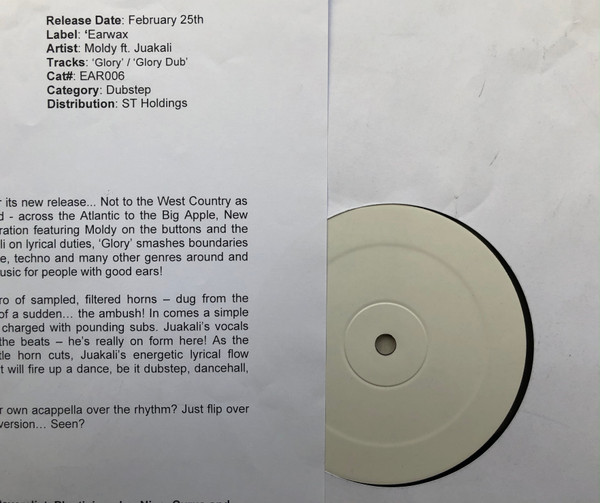 Release Date: February 25th
Label: ‘Earwax
Artist: Moldy ft. Juakali
Tracks: ‘Glory’ / ‘Glory Dub’
Cat#: EAR006
Category: Dubstep
Distribution: ST Holdings
r its new release... Not to the West Country as
d - across the Atlantic to the Big Apple, New
ration featuring Moldy on the buttons and the
li on lyrical duties, ‘Glory’ smashes boundaries
e, techno and many other genres around and
usic for people with good ears!
ro of sampled, filtered horns – dug from the
of a sudden… the ambush! In comes a simple
charged with pounding subs. Juakali’s vocals
the beats – he’s really on form here! As the
tle horn cuts, Juakali’s energetic lyrical flow
t will fire up a dance, be it dubstep, dancehall,
r own acappella over the rhythm? Just flip over
version… Seen?